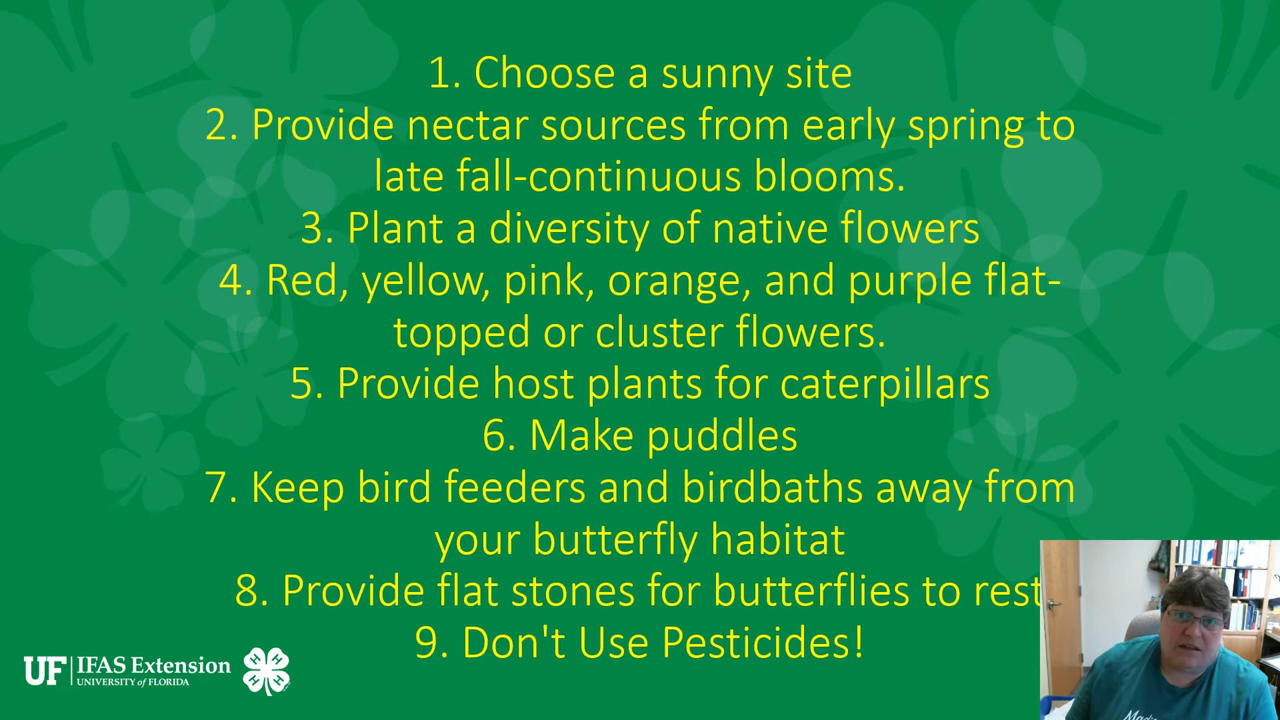 1. Choose a sunny site
2. Provide nectar sources from early spring to
late fall-continuous blooms.
3. Plant a diversity of native flowers
4. Red, yellow, pink, orange, and purple flat-
topped or cluster flowers.
5. Provide host plants for caterpillars
6. Make puddles
7. Keep bird feeders and birdbaths away from
your butterfly habitat
8. Provide flat stones for butterflies to rest
9. Don't Use Pesticides!
UF IFAS Extension
UNIVERSITY of FLORIDA
H H H H